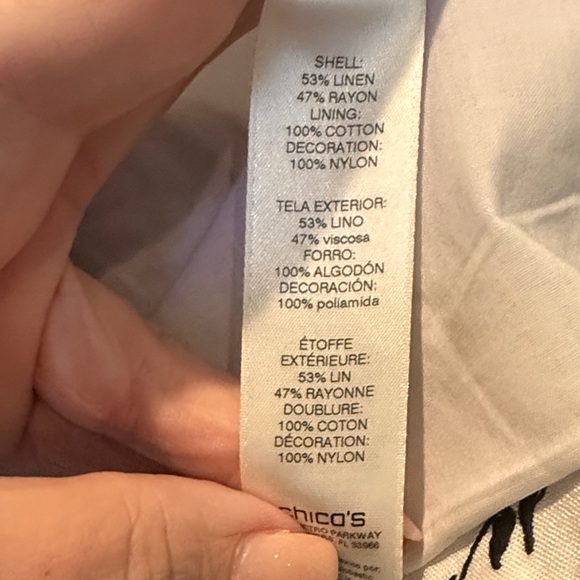 SHELL:
53% LINEN
47% RAYON
LINING:
100% COTTON
DECORATION:
100% NYLON
TELA EXTERIOR:
53% LINO
47% viscosa
FORRO:
100% ALGODÓN
DECORACIÓN:
100% poliamida
ÉTOFFE
EXTÉRIEURE:
53% LIN
47% RAYONNE
DOUBLURE:
100% COTON
DÉCORATION:
100% NYLON
chico's
METRO PARKWAY
FL 33966
por: